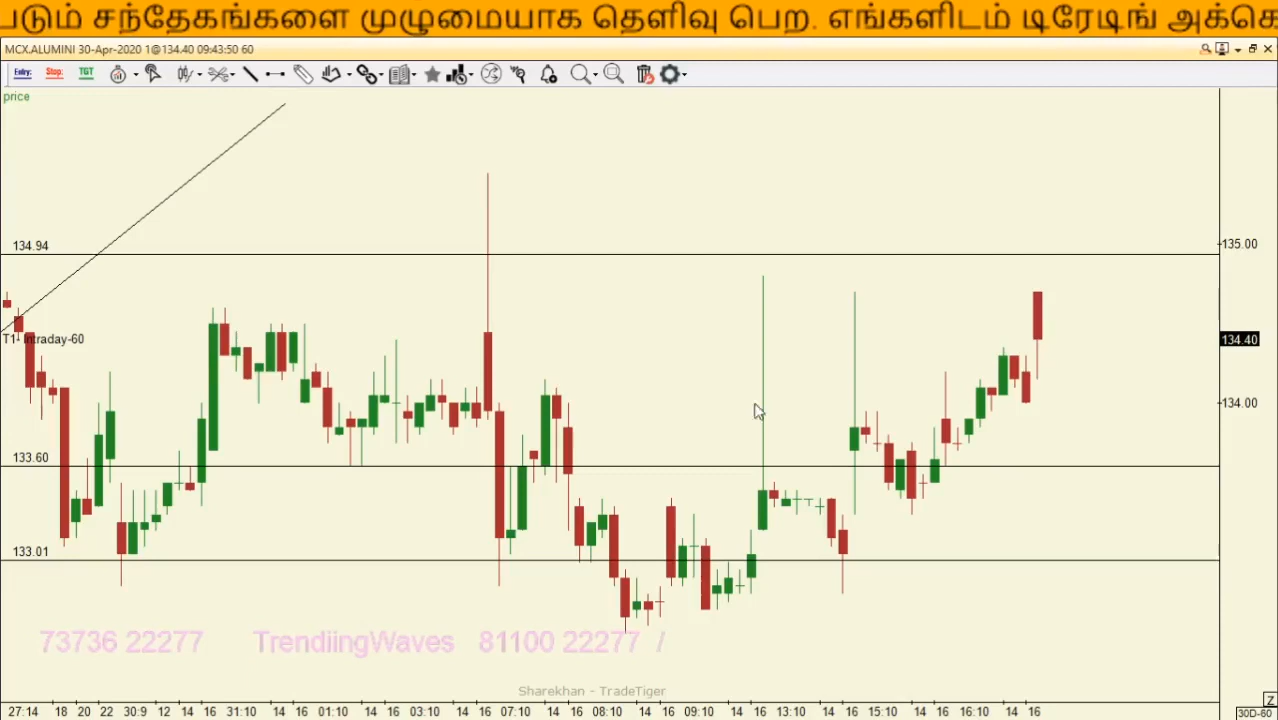 படும் சந்தேகங்களை முழுமையாக தெளிவு பெற. எங்களிடம் டிரேடிங் அக்கெ
MCX.ALUMINI 30-Apr-2020 1@134.40 09:43:50 60
Entry: Stop: TGT
price
134.94
135.00
T1- Intraday-60
134.40
134.00
133.60
133.01
73736 22277 TrendiingWaves 81100 22277 /
Sharekhan - TradeTiger
Z
27:14 18 20 22 30:9 12 14 16 31:10 14 16 01:10 14 16 03:10 14 16 07:10 14 16 08:10 14 16 09:10 14 16 13:10 14 16 15:10 14 16 16:10 14 16 30D-60